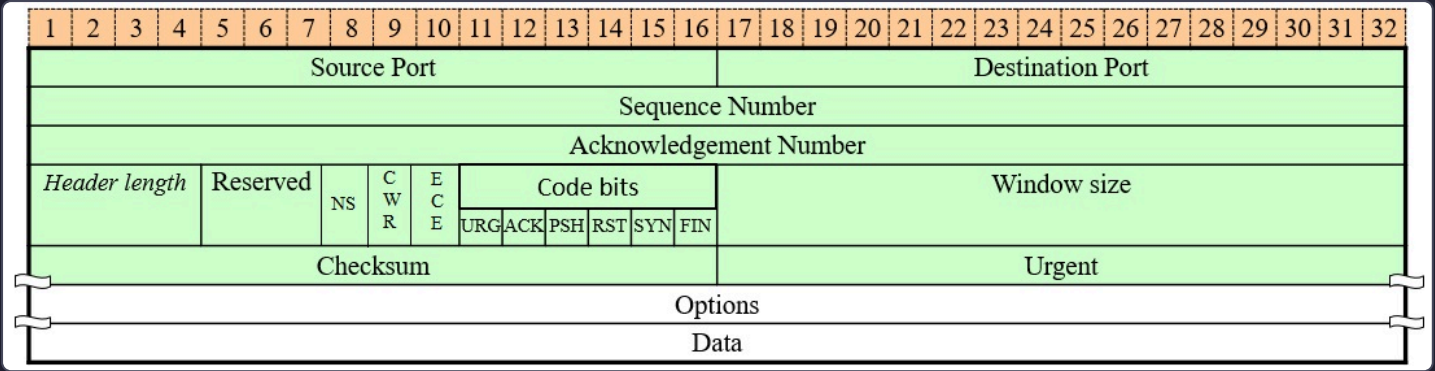 1 2 3 4 5 6 7 8 9 10 11 12 13 14 15 16 17 18 19 20 21 22 23 24 25 26 27 28 29 30 31 32
Source Port Destination Port
Sequence Number
Acknowledgement Number
Header length Reserved NS CWR ECE Code bits Window size
URG ACK PSH RST SYN FIN
Checksum Urgent
Options
Data